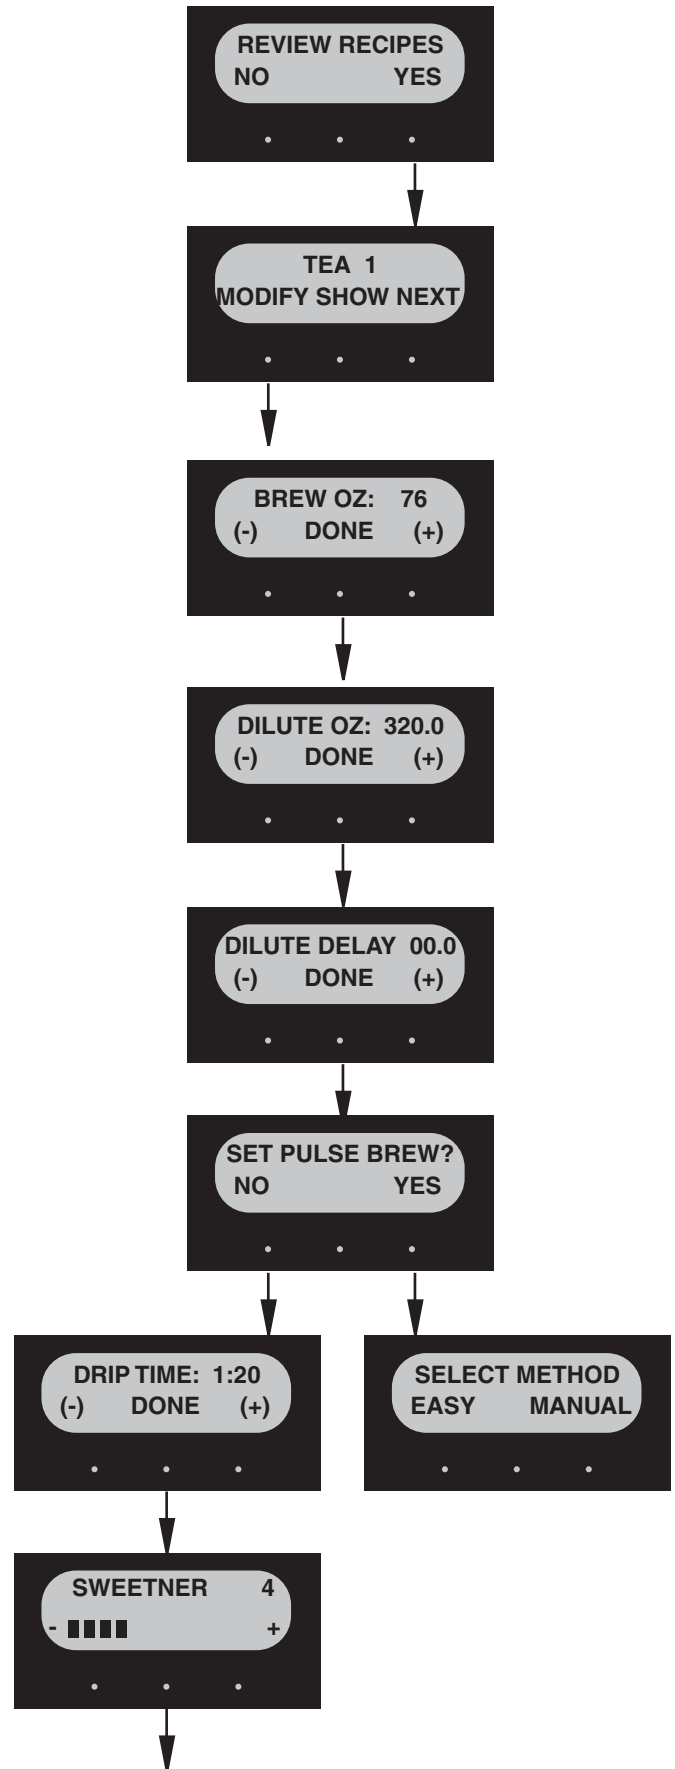 REVIEW RECIPES
NO YES
TEA 1
MODIFY SHOW NEXT
BREW OZ: 76
(-) DONE (+)
DILUTE OZ: 320.0
(-) DONE (+)
DILUTE DELAY 00.0
(-) DONE (+)
SET PULSE BREW?
NO YES
DRIP TIME: 1:20
(-) DONE (+)
SELECT METHOD
EASY MANUAL
SWEETNER 4
- +